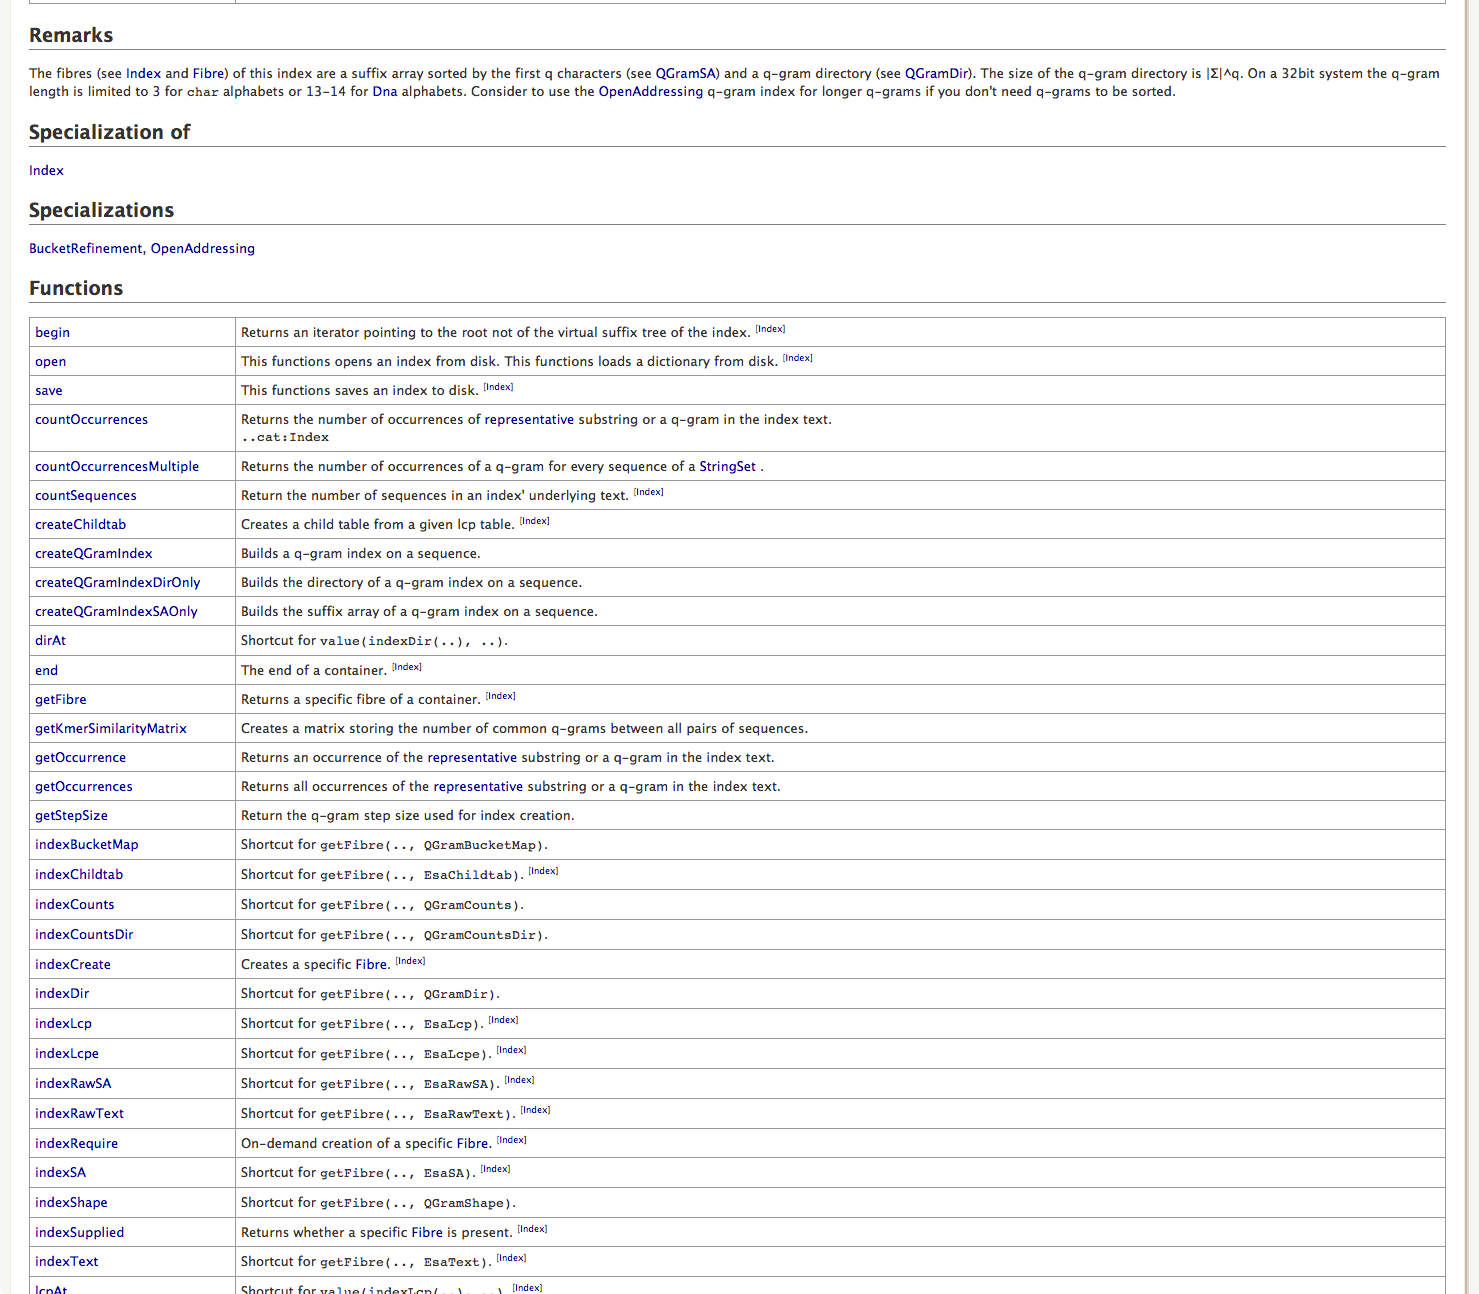 Remarks
The fibres (see Index and Fibre) of this index are a suffix array sorted by the first q characters (see QGramSA) and a q-gram directory (see QGramDir). The size of the q-gram directory is |Σ|^q. On a 32bit system the q-gram
length is limited to 3 for char alphabets or 13-14 for Dna alphabets. Consider to use the OpenAddressing q-gram index for longer q-grams if you don't need q-grams to be sorted.
Specialization of
Index
Specializations
BucketRefinement, OpenAddressing
Functions
begin Returns an iterator pointing to the root not of the virtual suffix tree of the index. [Index]
open This functions opens an index from disk. This functions loads a dictionary from disk. [Index]
save This functions saves an index to disk. [Index]
countOccurrences Returns the number of occurrences of representative substring or a q-gram in the index text.
..cat:Index
countOccurrencesMultiple Returns the number of occurrences of a q-gram for every sequence of a StringSet .
countSequences Return the number of sequences in an index' underlying text. [Index]
createChildtab Creates a child table from a given lcp table. [Index]
createQGramIndex Builds a q-gram index on a sequence.
createQGramIndexDirOnly Builds the directory of a q-gram index on a sequence.
createQGramIndexSAOnly Builds the suffix array of a q-gram index on a sequence.
dirAt Shortcut for value(indexDir(..), ..).
end The end of a container. [Index]
getFibre Returns a specific fibre of a container. [Index]
getKmerSimilarityMatrix Creates a matrix storing the number of common q-grams between all pairs of sequences.
getOccurrence Returns an occurrence of the representative substring or a q-gram in the index text.
getOccurrences Returns all occurrences of the representative substring or a q-gram in the index text.
getStepSize Return the q-gram step size used for index creation.
indexBucketMap Shortcut for getFibre(.., QGramBucketMap).
indexChildtab Shortcut for getFibre(.., EsaChildtab). [Index]
indexCounts Shortcut for getFibre(.., QGramCounts).
indexCountsDir Shortcut for getFibre(.., QGramCountsDir).
indexCreate Creates a specific Fibre. [Index]
indexDir Shortcut for getFibre(.., QGramDir).
indexLcp Shortcut for getFibre(.., EsaLcp). [Index]
indexLcpe Shortcut for getFibre(.., EsaLcpe). [Index]
indexRawSA Shortcut for getFibre(.., EsaRawSA). [Index]
indexRawText Shortcut for getFibre(.., EsaRawText). [Index]
indexRequire On-demand creation of a specific Fibre. [Index]
indexSA Shortcut for getFibre(.., EsaSA). [Index]
indexShape Shortcut for getFibre(.., QGramShape).
indexSupplied Returns whether a specific Fibre is present. [Index]
indexText Shortcut for getFibre(.., EsaText). [Index]
lcpAt Shortcut for value(indexLcp(..), ..). [Index]